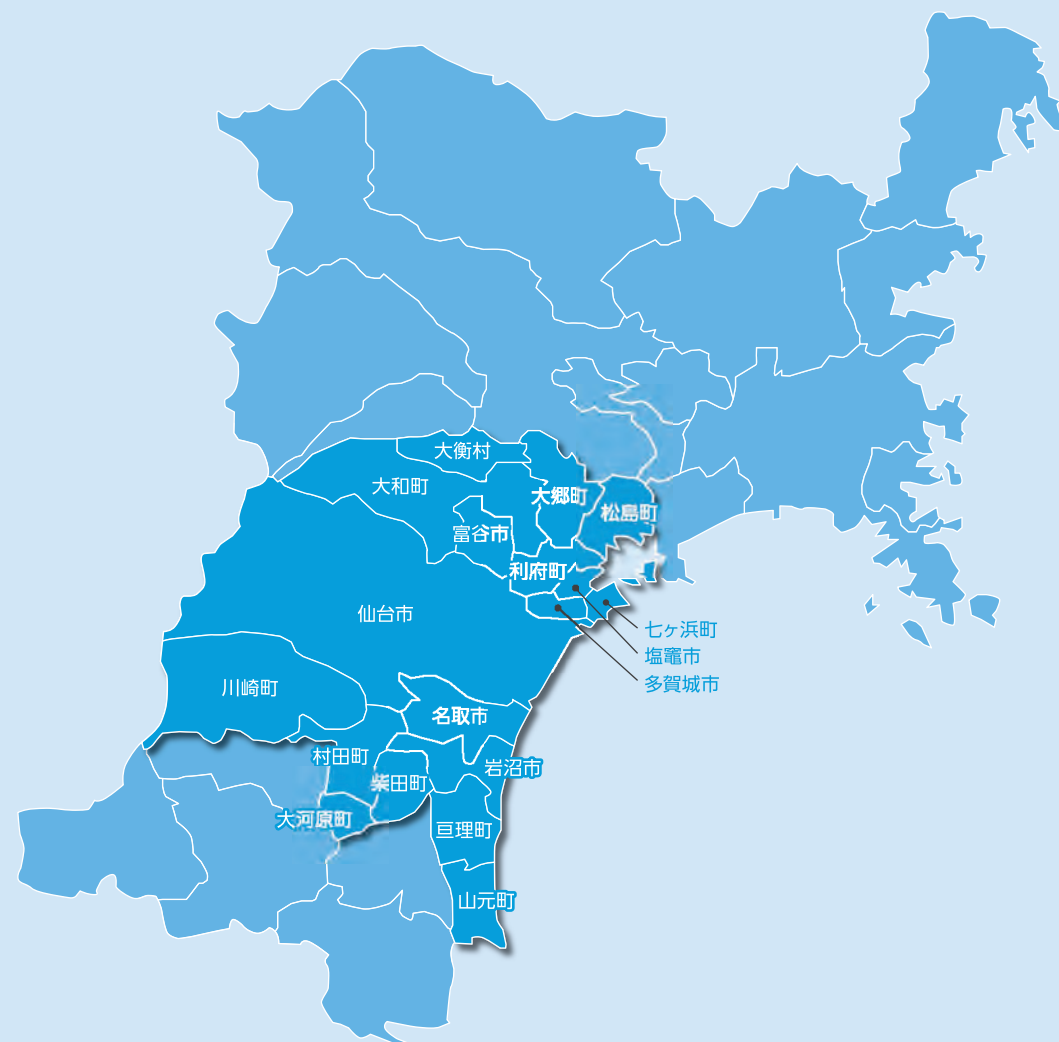 大衡村
大和町
大郷町
松島町
富谷市
利府町
仙台市
七ヶ浜町
塩竈市
多賀城市
川崎町
名取市
村田町
岩沼市
柴田町
大河原町
亘理町
山元町